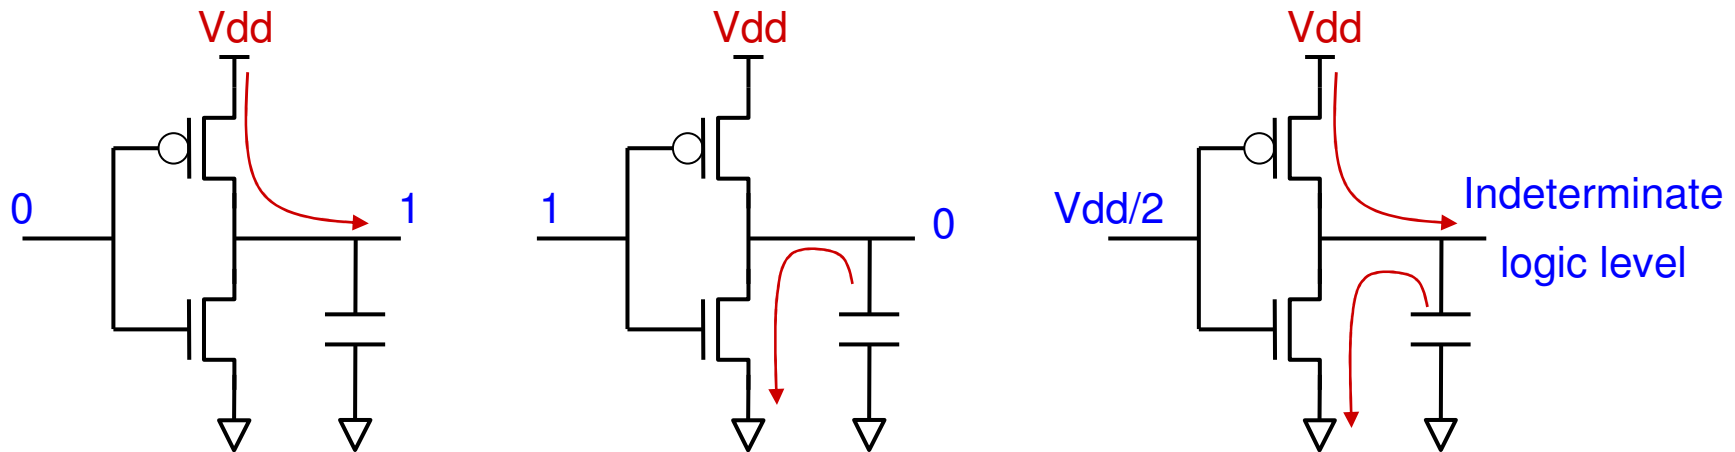 Vdd
Vdd
Vdd
0
1
1
0
Vdd/2
Indeterminate
logic level